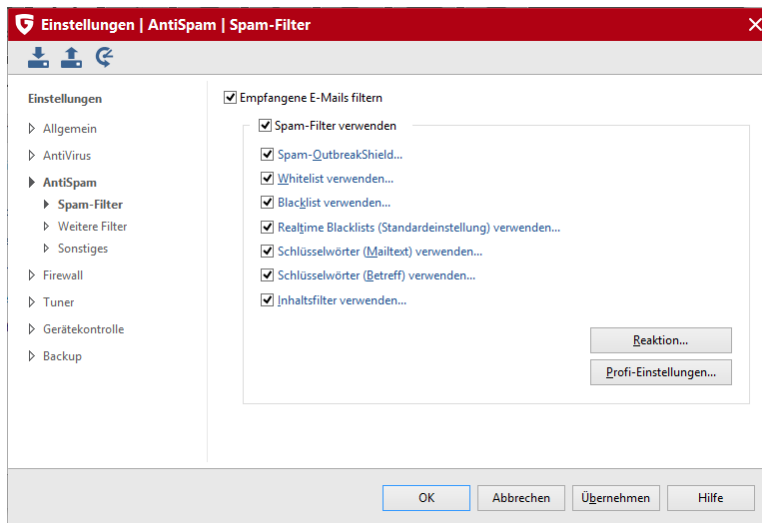 Einstellungen | AntiSpam | Spam-Filter
Einstellungen
Allgemein
AntiVirus
AntiSpam
Spam-Filter
Weitere Filter
Sonstiges
Firewall
Tuner
Gerätekontrolle
Backup
Empfangene E-Mails filtern
Spam-Filter verwenden
Spam-OutbreakShield...
Whitelist verwenden...
Blacklist verwenden...
Realtime Blacklists (Standardeinstellung) verwenden...
Schlüsselwörter (Mailtext) verwenden...
Schlüsselwörter (Betreff) verwenden...
Inhaltsfilter verwenden...
Reaktion...
Profi-Einstellungen...
OK Abbrechen Übernehmen Hilfe